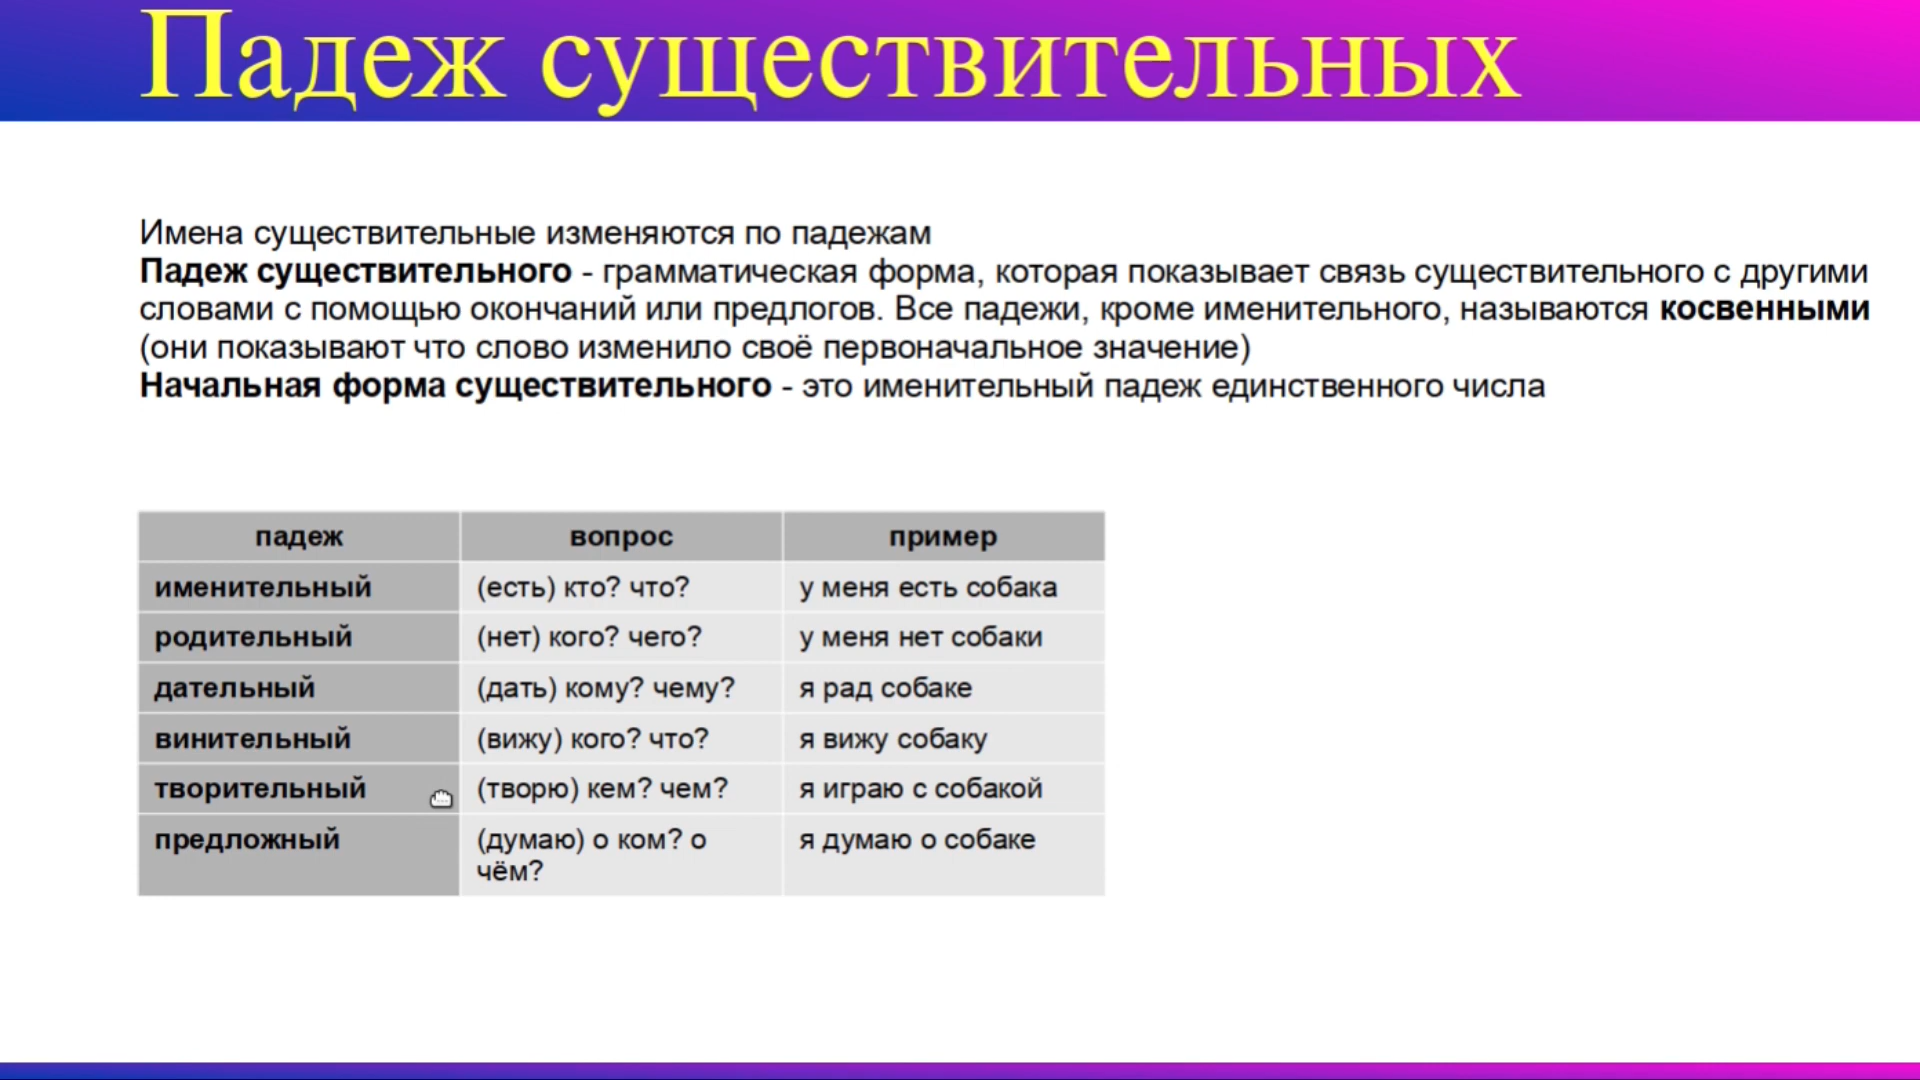 Падеж существительных
Имена существительные изменяются по падежам
Падеж существительного - грамматическая форма, которая показывает связь существительного с другими
словами с помощью окончаний или предлогов. Все падежи, кроме именительного, называются косвенными
(они показывают что слово изменило своё первоначальное значение)
Начальная форма существительного - это именительный падеж единственного числа
падеж вопрос пример
именительный (есть) кто? что? у меня есть собака
родительный (нет) кого? чего? у меня нет собаки
дательный (дать) кому? чему? я рад собаке
винительный (вижу) кого? что? я вижу собаку
творительный (творю) кем? чем? я играю с собакой
предложный (думаю) о ком? о я думаю о собаке
чём?